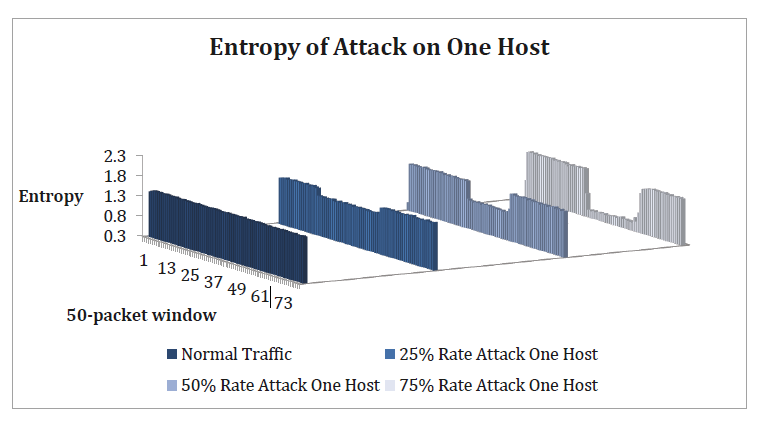 Entropy of Attack on One Host
2.3
1.8
1.3
0.8
0.3
Entropy
1 13 25 37 49 61 73
50-packet window
Normal Traffic 25% Rate Attack One Host
50% Rate Attack One Host 75% Rate Attack One Host